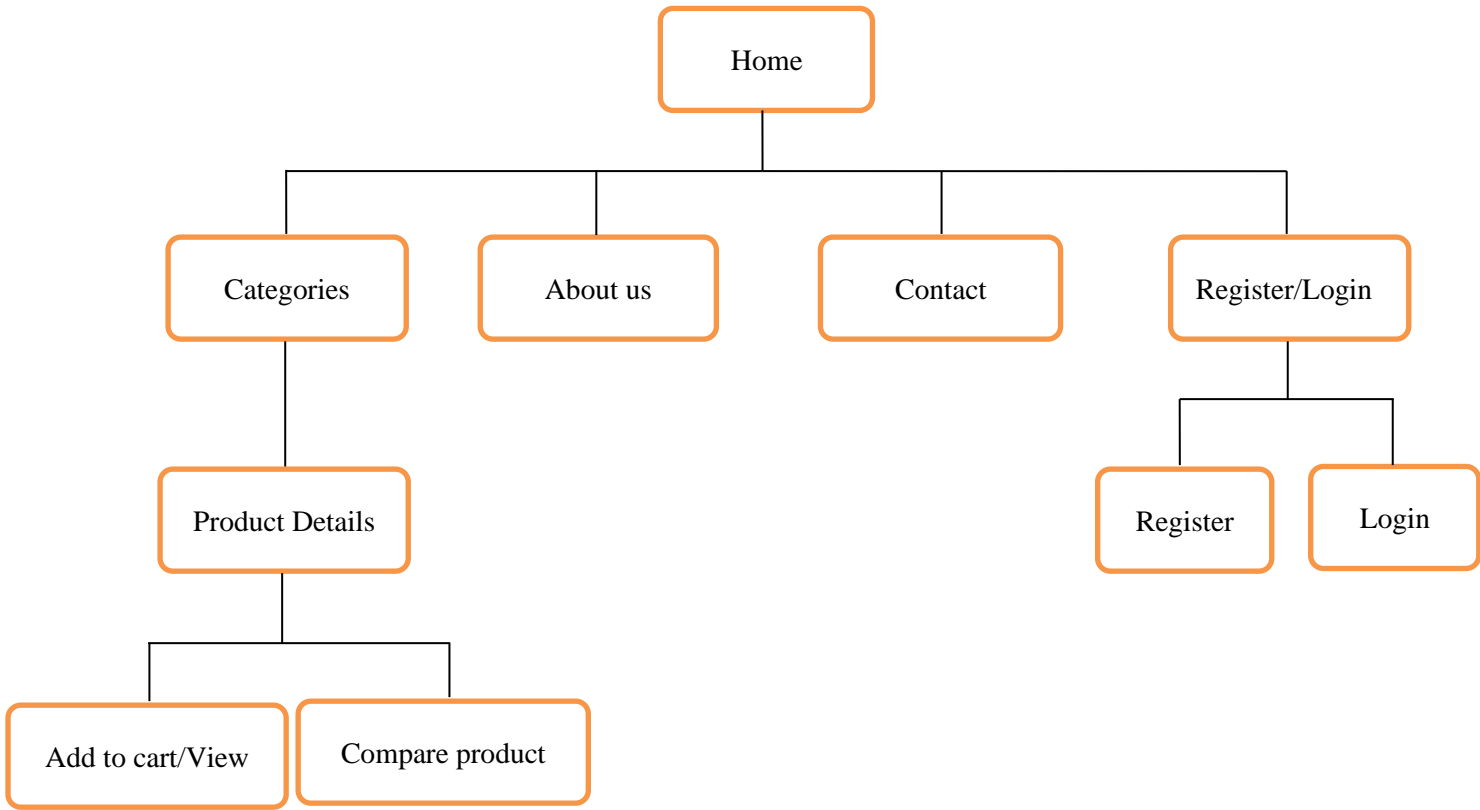 Home
Categories
About us
Contact
Register/Login
Product Details
Register
Login
Add to cart/View
Compare product